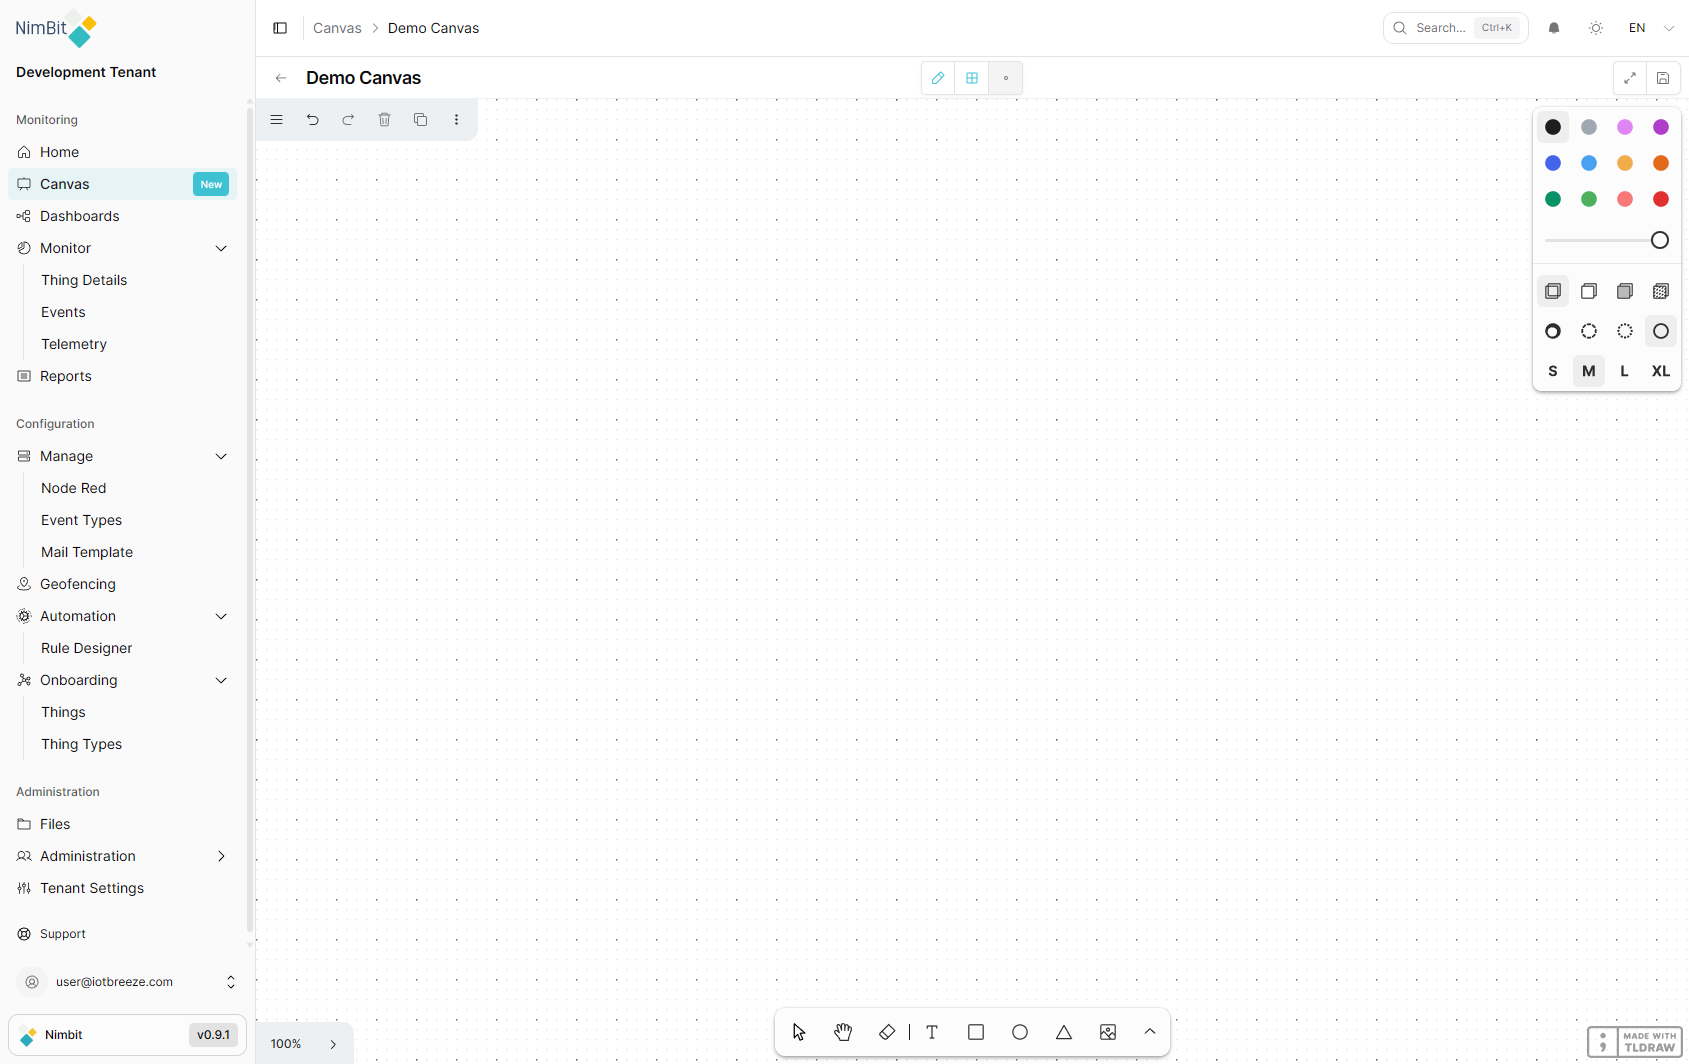 NimBit
Development Tenant
Monitoring
Home
Canvas New
Dashboards
Monitor
Thing Details
Events
Telemetry
Reports
Configuration
Manage
Node Red
Event Types
Mail Template
Geofencing
Automation
Rule Designer
Onboarding
Things
Thing Types
Administration
Files
Administration
Tenant Settings
Support
user@iotbreeze.com
Nimbit v0.9.1
Canvas Demo Canvas
Search... Ctrl+K EN
Demo Canvas
S M L XL
100%
MADE WITH
TLDRAW